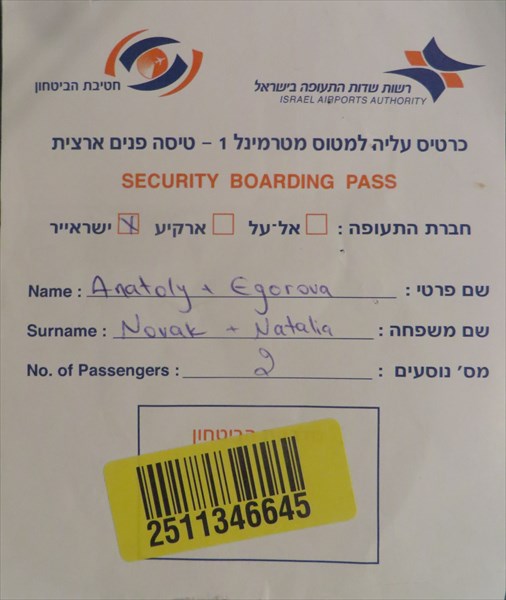 חטיבת הביטחון
רשות שדות התעופה בישראל
ISRAEL AIRPORTS AUTHORITY
כרטיס עליה למטוס מטרמינל 1 - טיסה פנים ארצית
SECURITY BOARDING PASS
חברת התעופה : אל-על ארקיע ישראייר X
שם פרטי : Anatoly + Egorova Name :
שם משפחה : Novak + Natalia Surname :
מס' נוסעים : 2 No. of Passengers :
הביטחון
2511346645